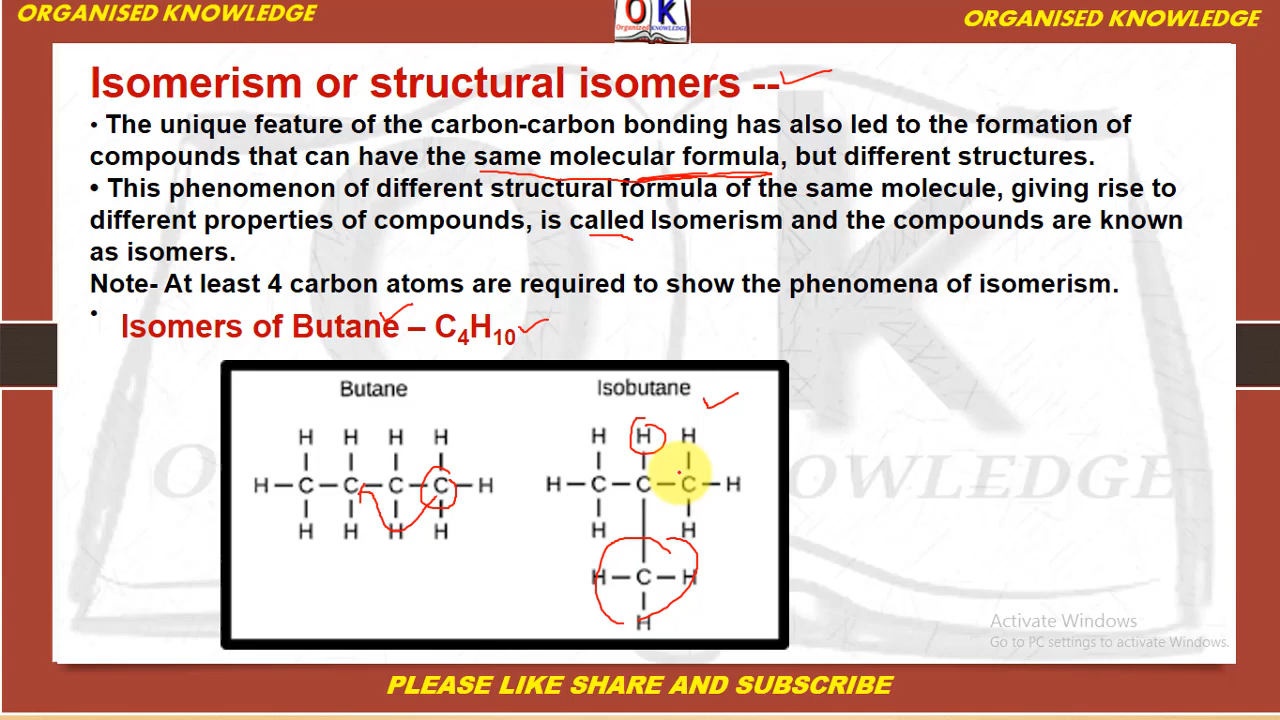 ORGANISED KNOWLEDGE
OK
Organised KNOWLEDGE
ORGANISED KNOWLEDGE
Isomerism or structural isomers --
• The unique feature of the carbon-carbon bonding has also led to the formation of
compounds that can have the same molecular formula, but different structures.
• This phenomenon of different structural formula of the same molecule, giving rise to
different properties of compounds, is called Isomerism and the compounds are known
as isomers.
Note- At least 4 carbon atoms are required to show the phenomena of isomerism.
• Isomers of Butane – C4H10
Butane
H H H H
H–C–C–C–C–H
H H H H
Isobutane
H H H
H–C–C–C–H
H H
H–C–H
H
OWLEDGE
Activate Windows
Go to PC settings to activate Windows.
PLEASE LIKE SHARE AND SUBSCRIBE